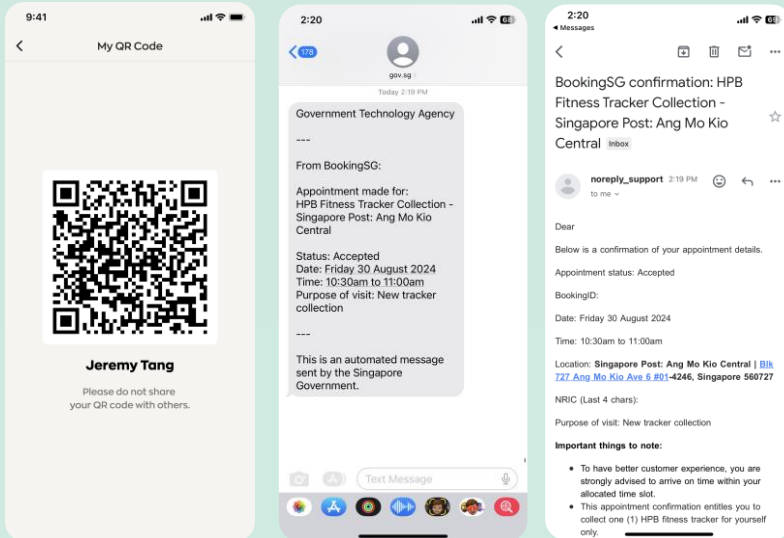 9:41
My QR Code
Jeremy Tang
Please do not share
your QR code with others.
2:20
68
178
gov.sg
Today 2:19 PM
Government Technology Agency
---
From BookingSG:
Appointment made for:
HPB Fitness Tracker Collection -
Singapore Post: Ang Mo Kio
Central
Status: Accepted
Date: Friday 30 August 2024
Time: 10:30am to 11:00am
Purpose of visit: New tracker
collection
---
This is an automated message
sent by the Singapore
Government.
Text Message
2:20
68
Messages
BookingSG confirmation: HPB
Fitness Tracker Collection -
Singapore Post: Ang Mo Kio
Central Inbox
noreply_support 2:19 PM
to me
Dear
Below is a confirmation of your appointment details.
Appointment status: Accepted
BookingID:
Date: Friday 30 August 2024
Time: 10:30am to 11:00am
Location: Singapore Post: Ang Mo Kio Central | Blk
727 Ang Mo Kio Ave 6 #01-4246, Singapore 560727
NRIC (Last 4 chars):
Purpose of visit: New tracker collection
Important things to note:
• To have better customer experience, you are
strongly advised to arrive on time within your
allocated time slot.
• This appointment confirmation entitles you to
collect one (1) HPB fitness tracker for yourself
only.